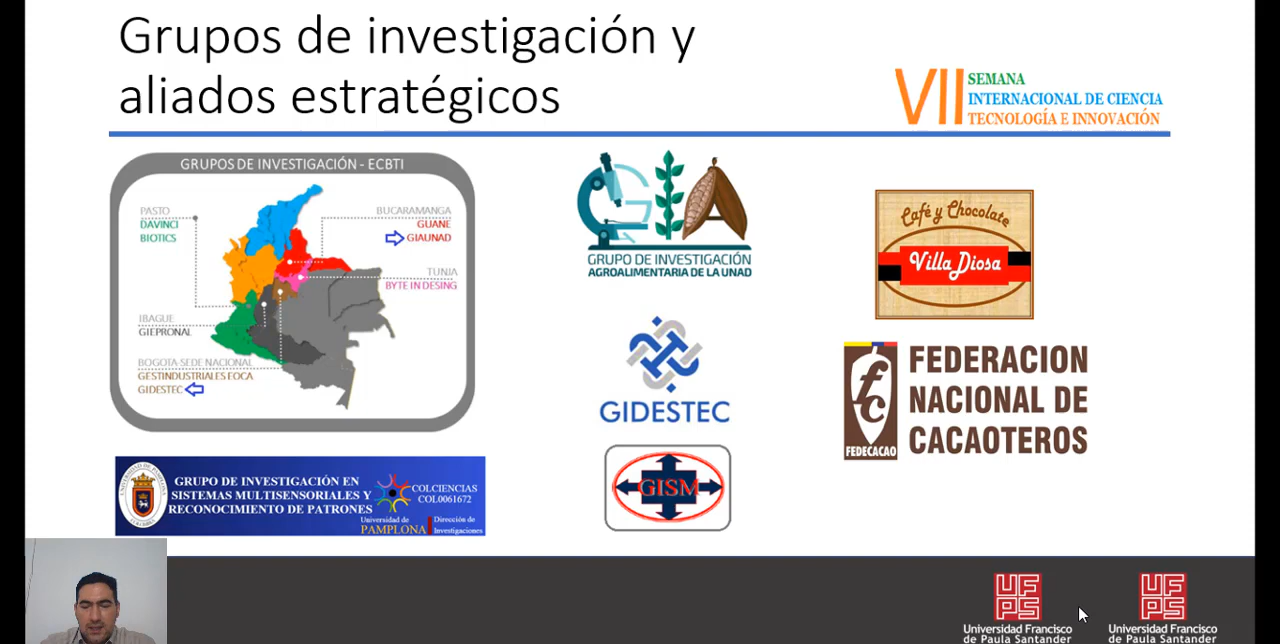 Grupos de investigación y
aliados estratégicos
VII
SEMANA
INTERNACIONAL DE CIENCIA
TECNOLOGÍA E INNOVACIÓN
GRUPOS DE INVESTIGACIÓN - ECBTI
PASTO
DAVINCI
BIOTICS
BUCARAMANGA
GUANE
GIAUNAD
TUNJA
BYTE IN DESING
IBAGUE
GIEPRONAL
BOGOTA-SEDE NACIONAL
GESTINDUSTRIALES EOCA
GIDESTEC
GIA
GRUPO DE INVESTIGACIÓN
AGROALIMENTARIA DE LA UNAD
GIDESTEC
GISM
Café y Chocolate
Villa Diosa
FEDECACAO
FEDERACION
NACIONAL DE
CACAOTEROS
GRUPO DE INVESTIGACIÓN EN
SISTEMAS MULTISENSORIALES Y
RECONOCIMIENTO DE PATRONES
COLCIENCIAS
COL0061672
Universidad de
PAMPLONA
Dirección de
Investigaciones
UFPS
Universidad Francisco
de Paula Santander
UFPS
Universidad Francisco
de Paula Santander